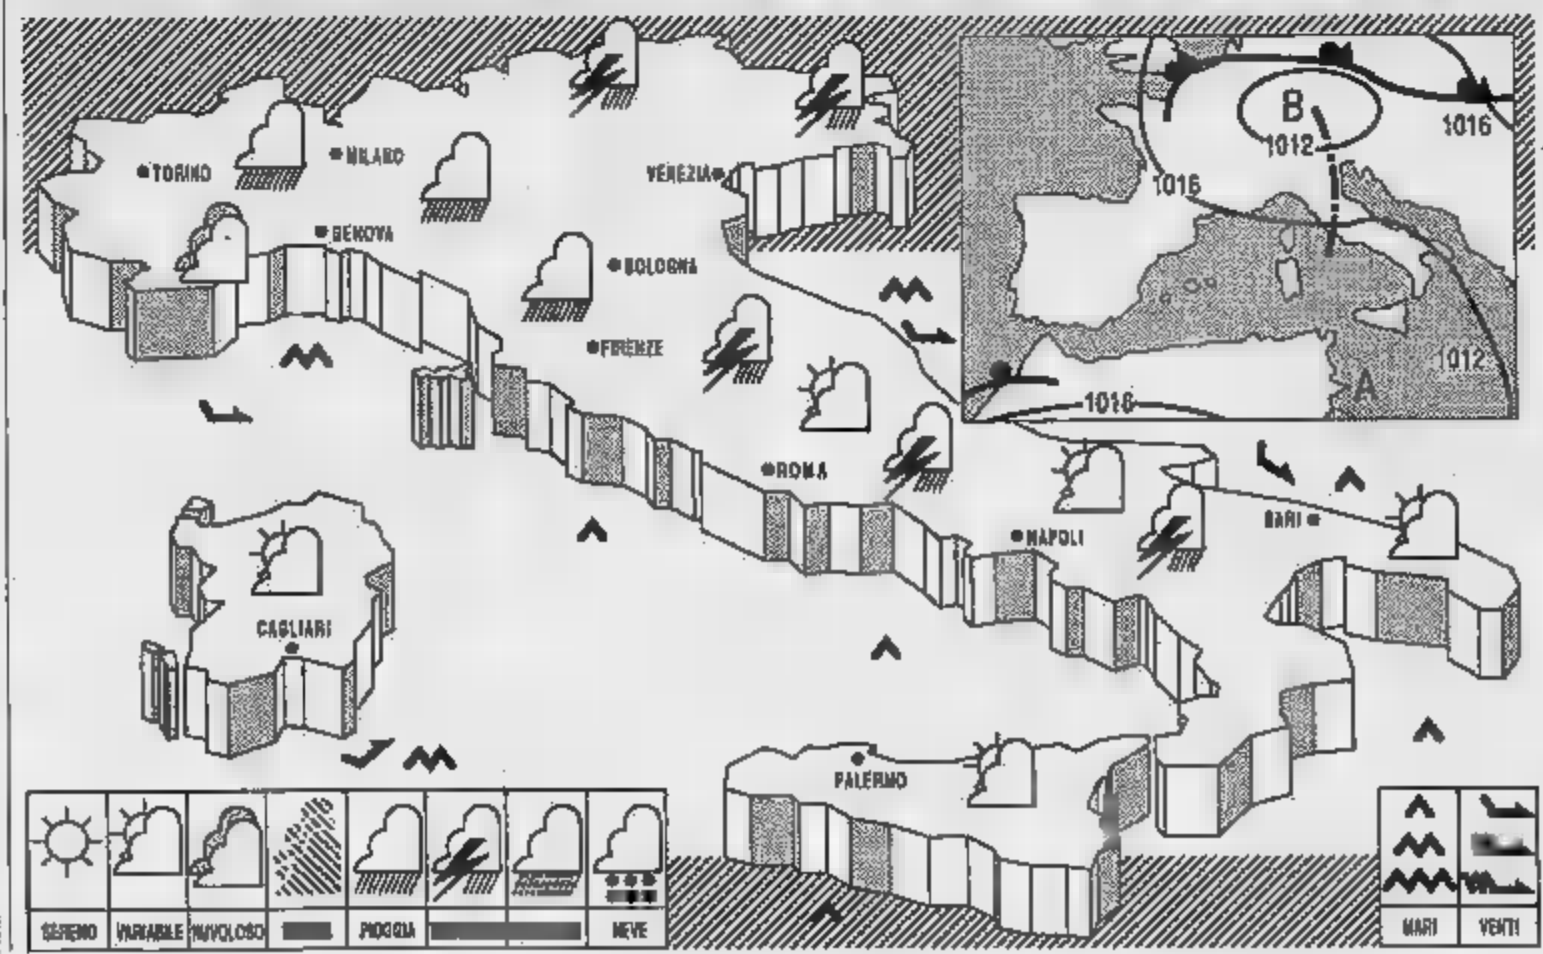 TORINO
MILANO
VENEZIA
GENOVA
BOLOGNA
FIRENZE
ROMA
NAPOLI
BARI
CAGLIARI
PALERMO
B
1012
1016
1016
1012
A
1016
SERENO
VARIABILE
NUVOLOSO
PIOGGIA
NEVE
MARI
VENTI